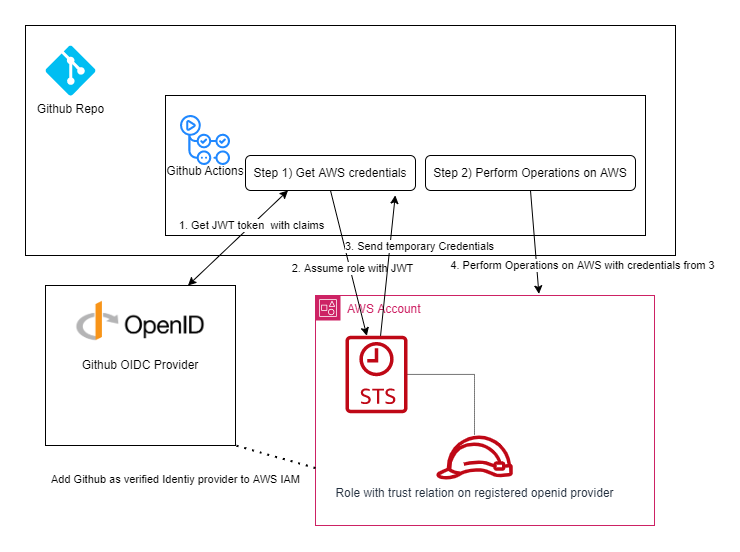 Github Repo
Github Actions
Step 1) Get AWS credentials
Step 2) Perform Operations on AWS
1. Get JWT token  with claims
3. Send temporary Credentials
2. Assume role with JWT
4. Perform Operations on AWS with credentials from 3
OpenID
Github OIDC Provider
AWS Account
STS
Add Github as verified Identiy provider to AWS IAM
Role with trust relation on registered openid provider